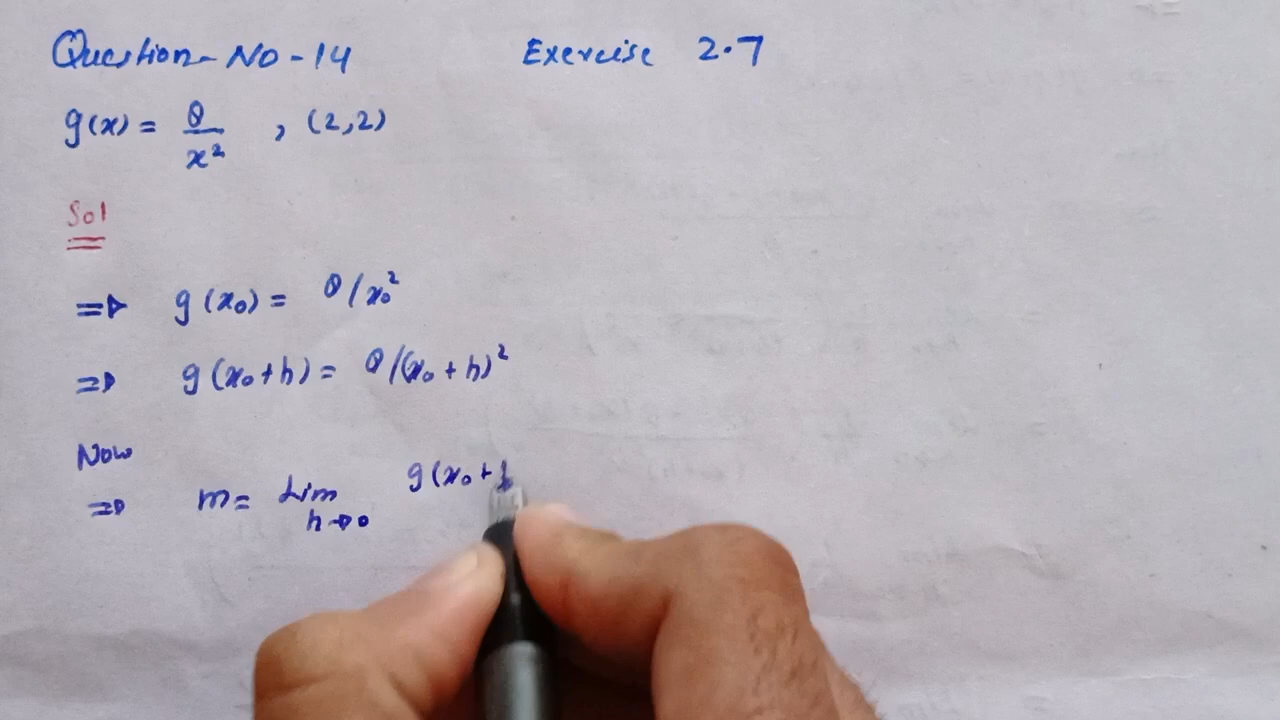 Question-No-14 Exercise 2.7
g(x) = 8/x² , (2,2)
Sol
⇒ g(x₀) = 8/x₀²
⇒ g(x₀+h) = 8/(x₀+h)²
Now
⇒ m = Lim h→0 g(x₀+h